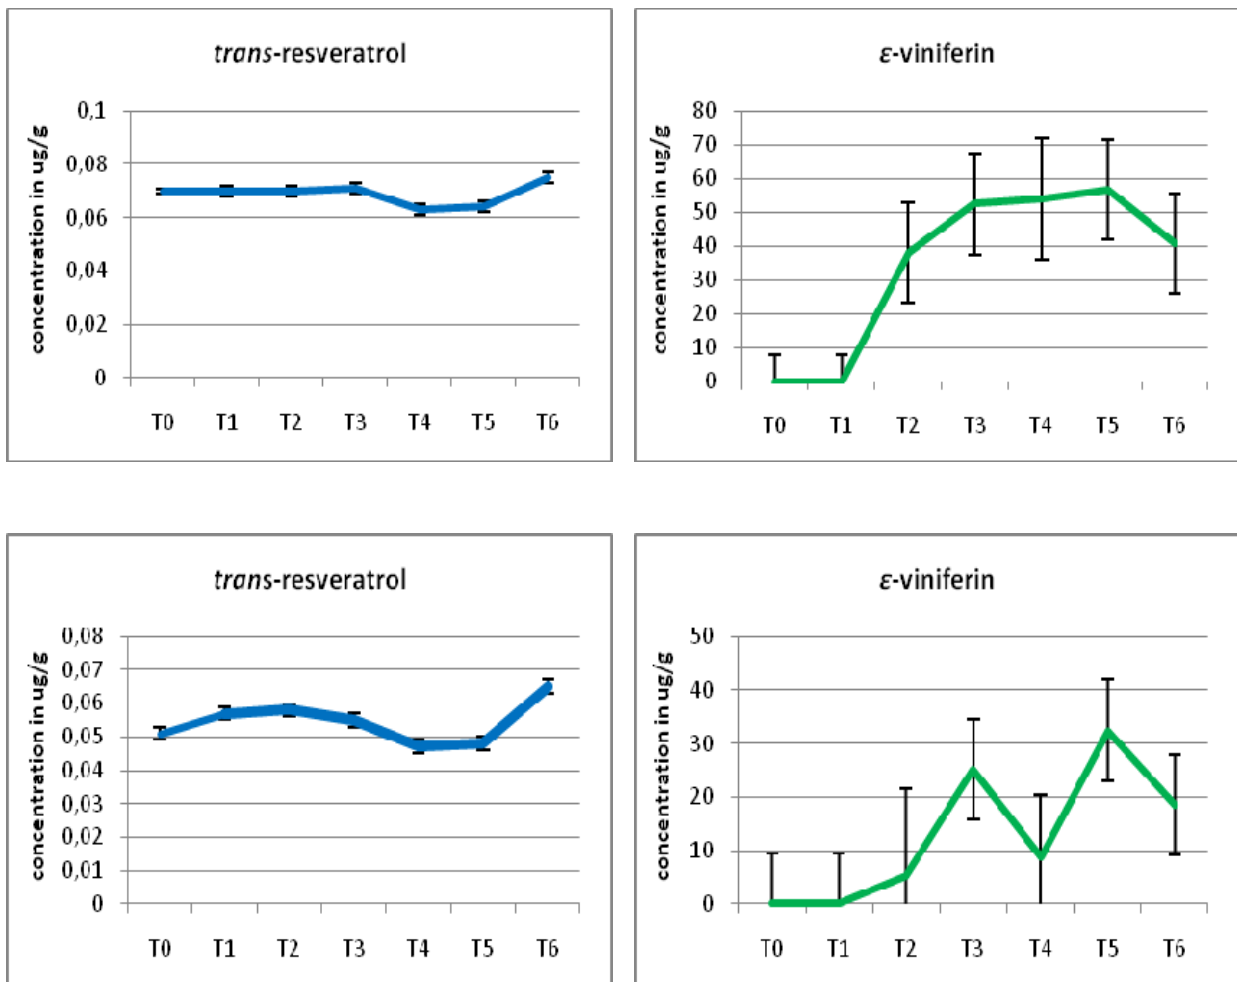 trans-resveratrol
concentration in ug/g
0,1
0,08
0,06
0,04
0,02
0
T0 T1 T2 T3 T4 T5 T6
ε-viniferin
concentration in ug/g
80
70
60
50
40
30
20
10
0
T0 T1 T2 T3 T4 T5 T6
trans-resveratrol
concentration in ug/g
0,08
0,07
0,06
0,05
0,04
0,03
0,02
0,01
0
T0 T1 T2 T3 T4 T5 T6
ε-viniferin
concentration in ug/g
50
40
30
20
10
0
T0 T1 T2 T3 T4 T5 T6